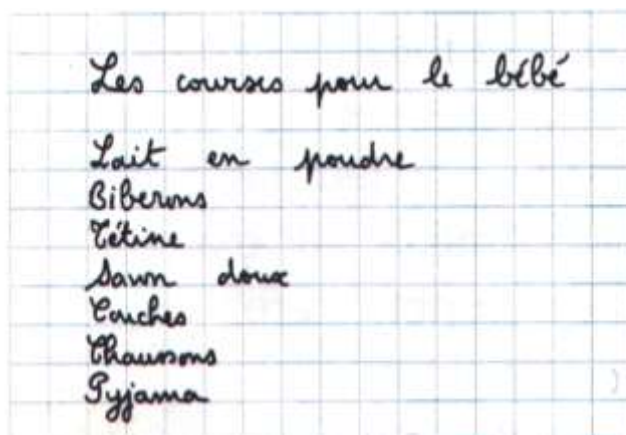 Les courses pour le bébé
Lait en poudre
Biberons
Tétine
Savon doux
Couches
Chaussons
Pyjama